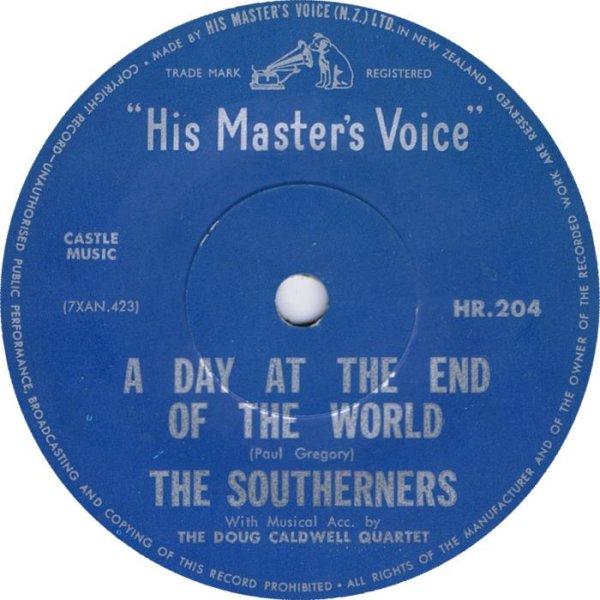 MADE BY HIS MASTER'S VOICE (N.Z.) LTD. IN NEW ZEALAND
• ALL RIGHTS OF THE MANUFACTURER AND OF THE OWNER OF THE RECORDED WORK ARE RESERVED •
COPYRIGHT RECORD—UNAUTHORISED PUBLIC PERFORMANCE, BROADCASTING AND COPYING OF THIS RECORD PROHIBITED
TRADE MARK REGISTERED
"His Master's Voice"
CASTLE
MUSIC
(7XAN.423)
HR.204
A DAY AT THE END
OF THE WORLD
(Paul Gregory)
THE SOUTHERNERS
With Musical Acc. by
THE DOUG CALDWELL QUARTET